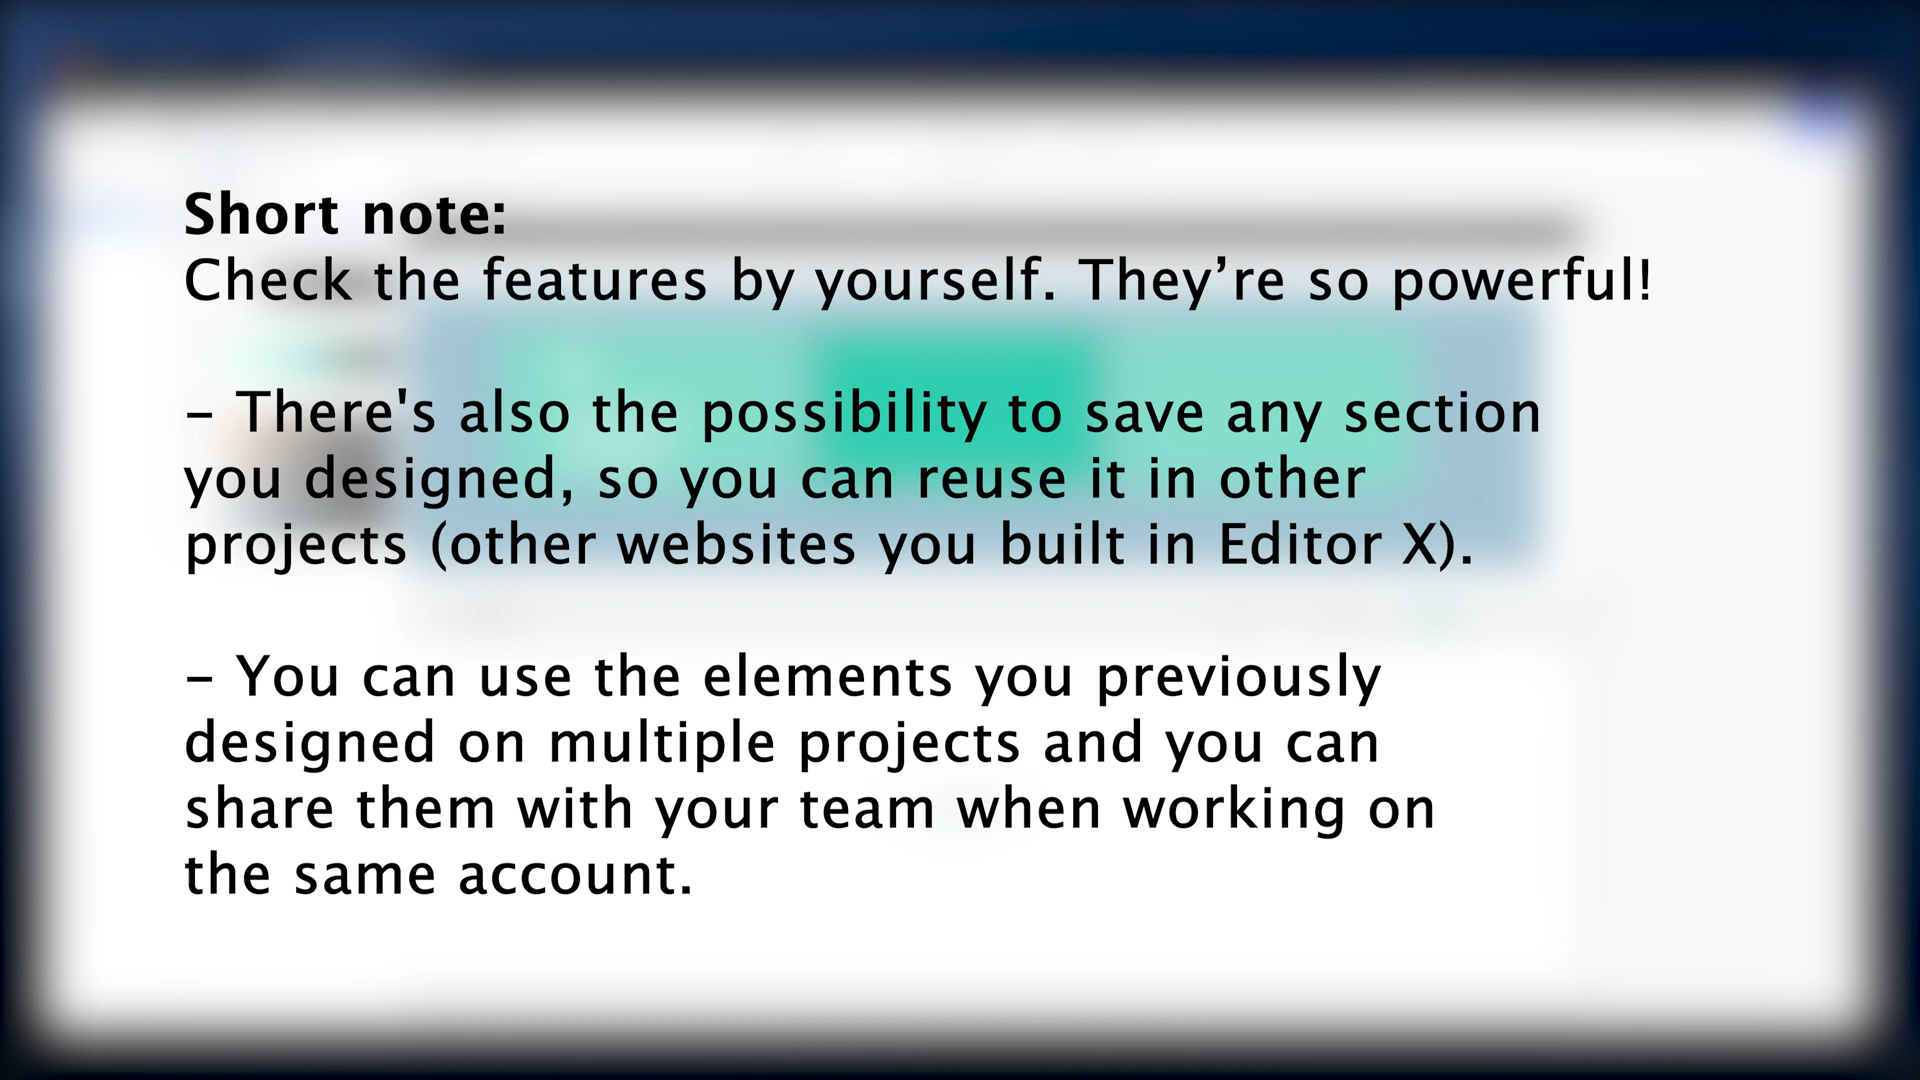 Short note:
Check the features by yourself. They’re so powerful!
– There's also the possibility to save any section
you designed, so you can reuse it in other
projects (other websites you built in Editor X).
– You can use the elements you previously
designed on multiple projects and you can
share them with your team when working on
the same account.